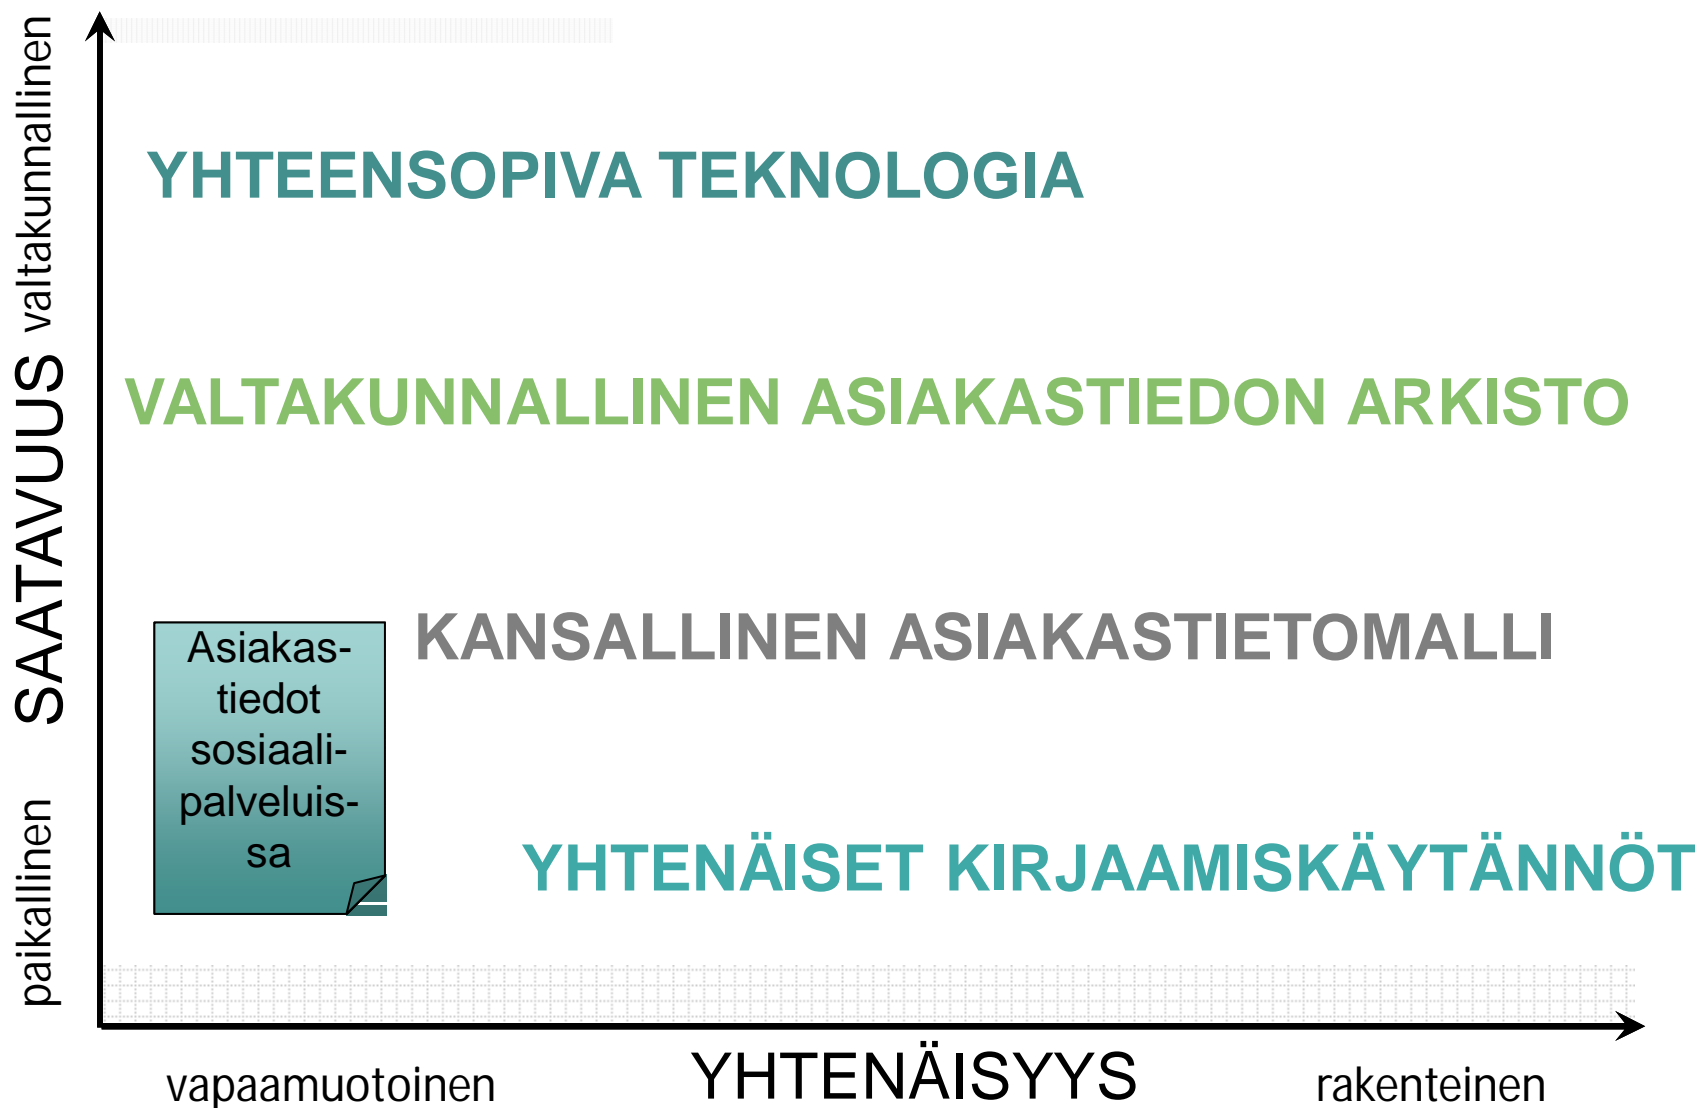 valtakunnallinen
SAATAVUUS
paikallinen
YHTEENSOPIVA TEKNOLOGIA
VALTAKUNNALLINEN ASIAKASTIEDON ARKISTO
KANSALLINEN ASIAKASTIETOMALLI
Asiakas-
tiedot
sosiaali-
palveluis-
sa
YHTENÄISET KIRJAAMISKÄYTÄNNÖT
vapaamuotoinen
YHTENÄISYYS
rakenteinen